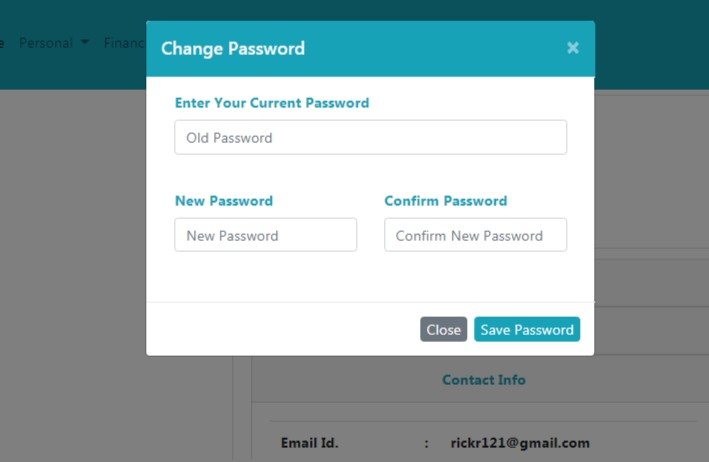 e Personal Financ
Change Password ×
Enter Your Current Password
Old Password
New Password Confirm Password
New Password Confirm New Password
Close Save Password
Contact Info
Email Id. : rickr121@gmail.com